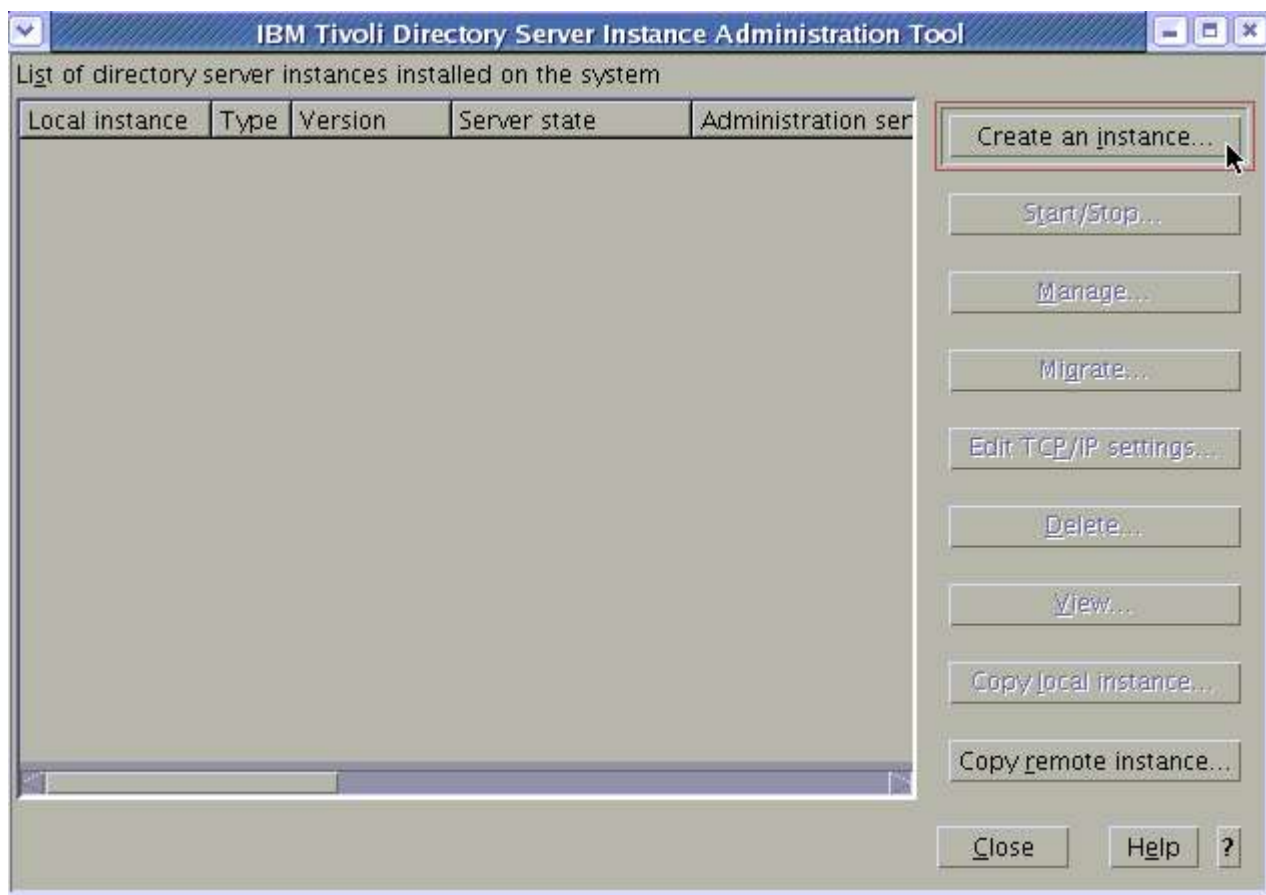 IBM Tivoli Directory Server Instance Administration Tool
List of directory server instances installed on the system
Local instance Type Version Server state Administration ser
Create an instance...
Start/Stop...
Manage...
Migrate...
Edit TCP/IP settings...
Delete...
View...
Copy local instance...
Copy remote instance...
Close Help ?